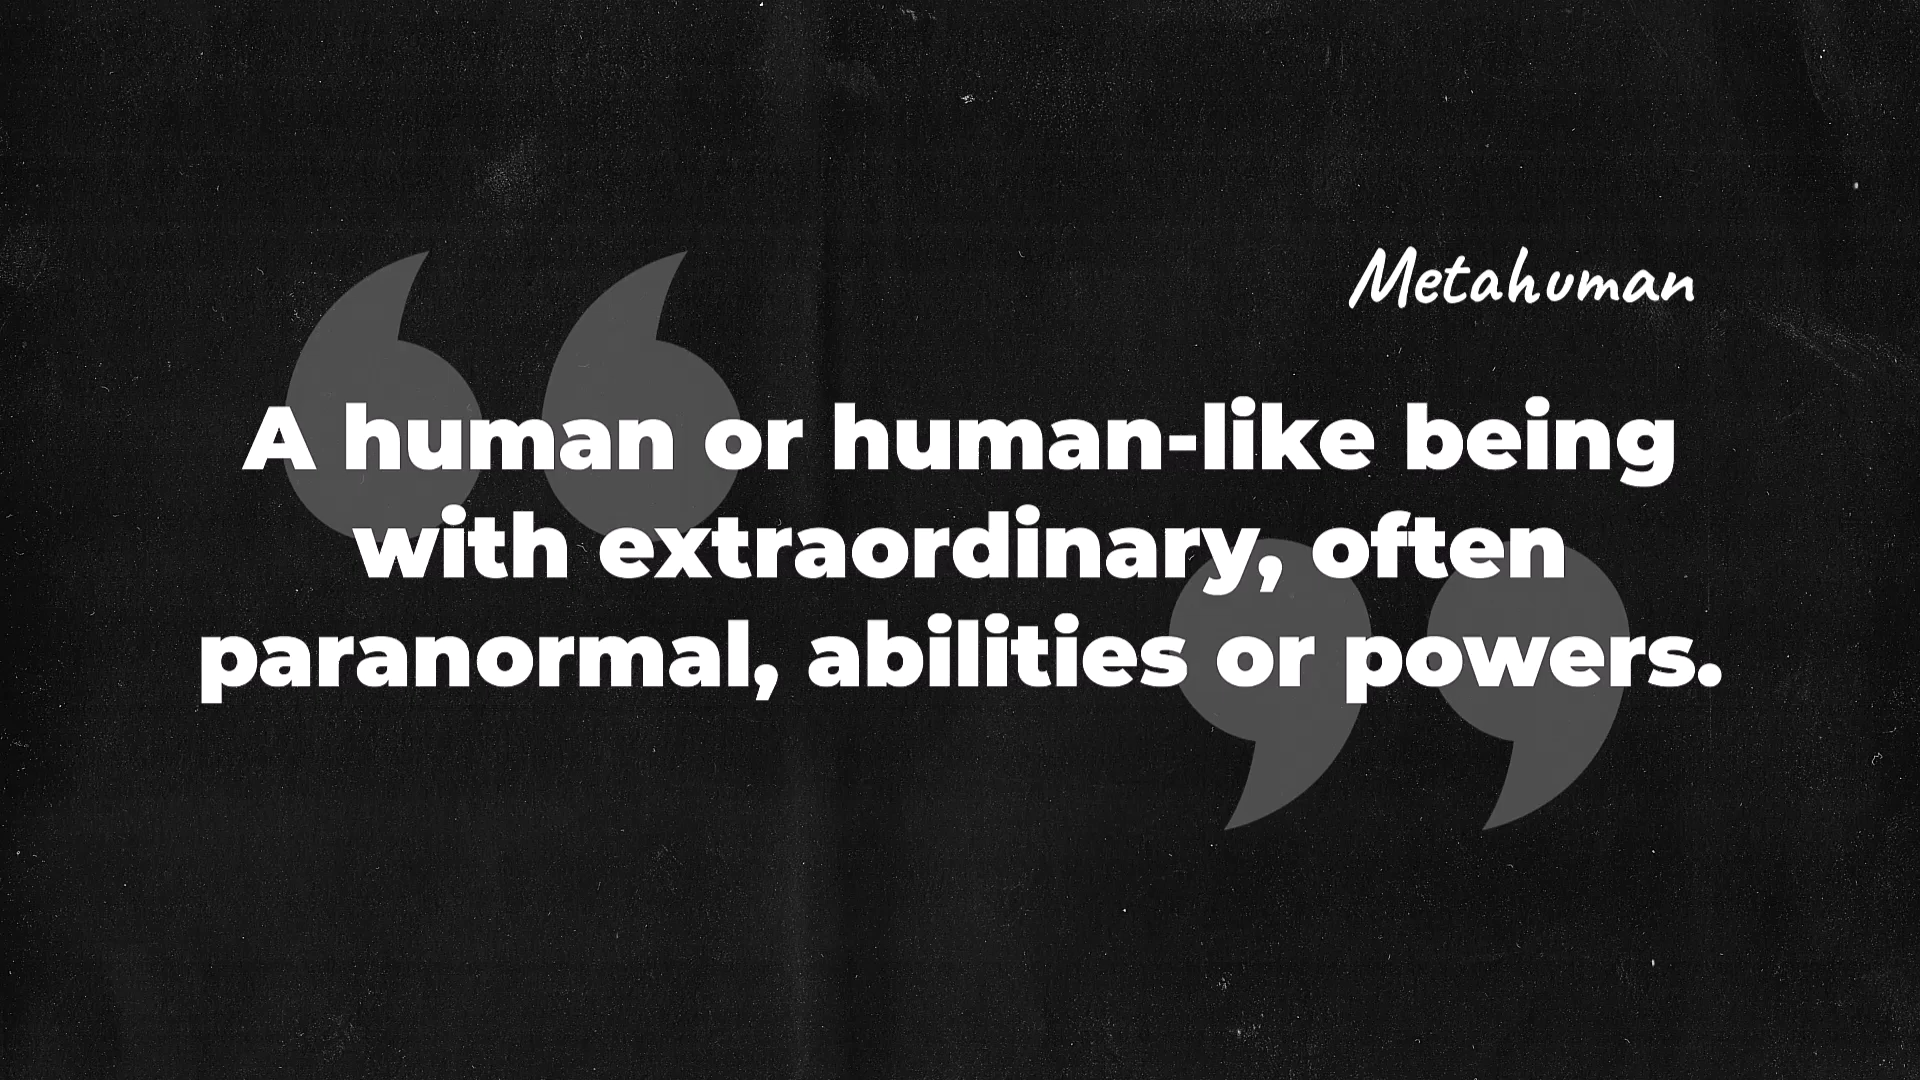 Metahuman
A human or human-like being
with extraordinary, often
paranormal, abilities or powers.